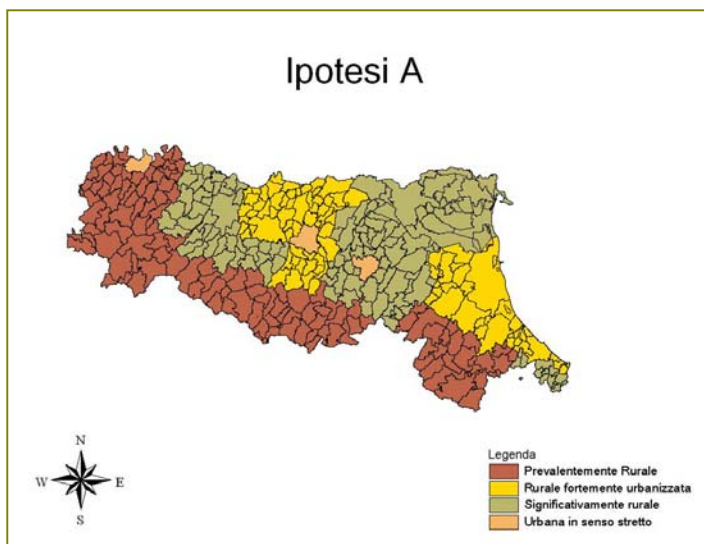 Ipotesi A
N
W E
S
Legenda
Prevalentemente Rurale
Rurale fortemente urbanizzata
Significativamente rurale
Urbana in senso stretto